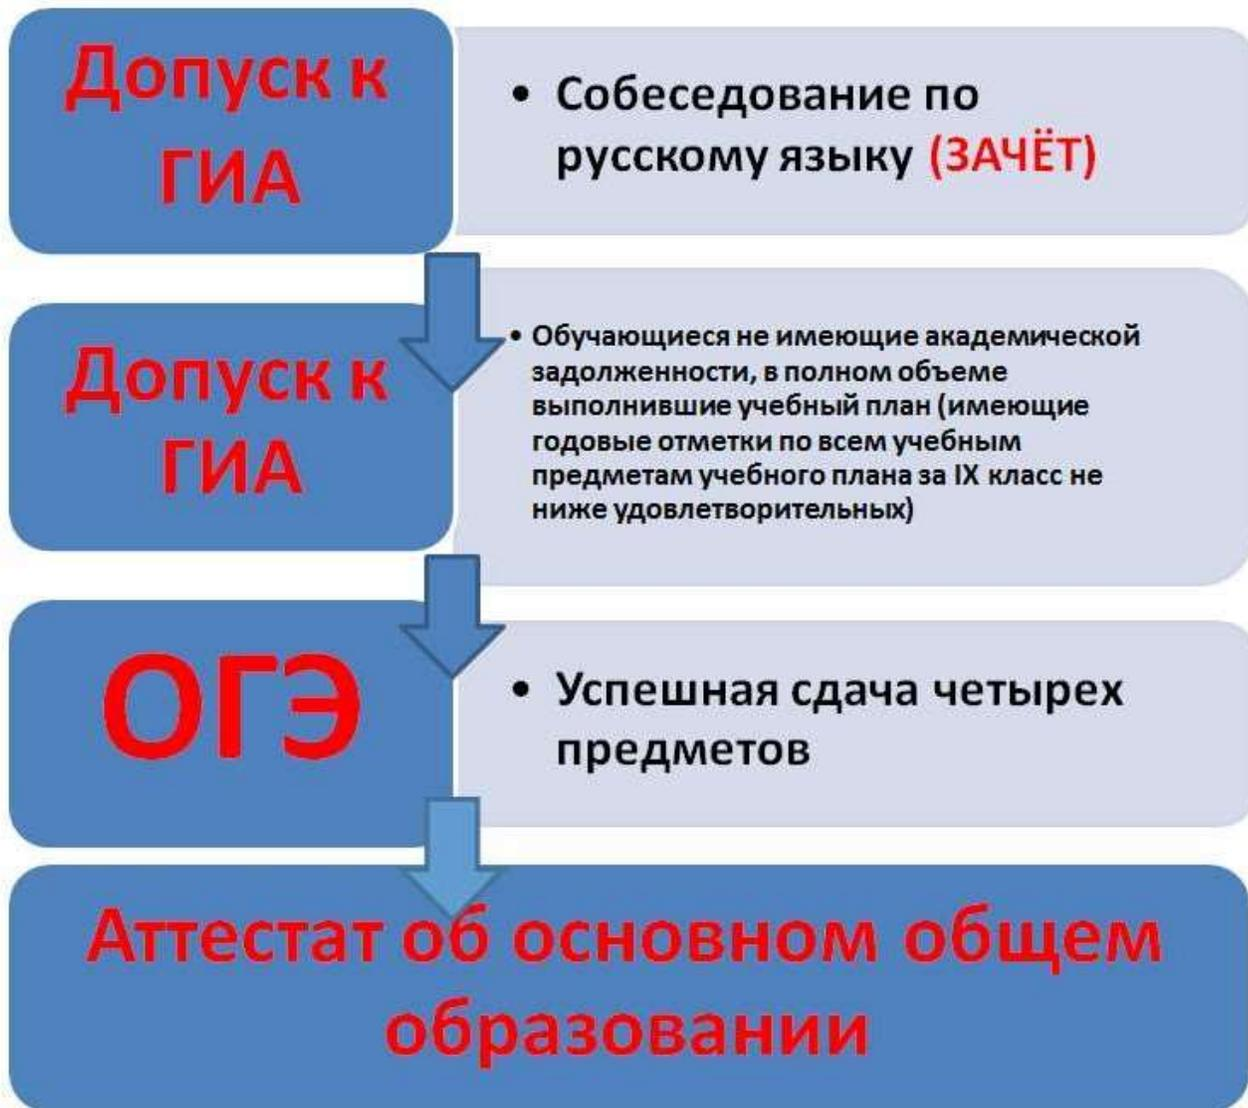 Допуск к
ГИА
• Собеседование по
русскому языку (ЗАЧЁТ)
Допуск к
ГИА
• Обучающиеся не имеющие академической
задолженности, в полном объеме
выполнившие учебный план (имеющие
годовые отметки по всем учебным
предметам учебного плана за IX класс не
ниже удовлетворительных)
ОГЭ
• Успешная сдача четырех
предметов
Аттестат об основном общем
образовании